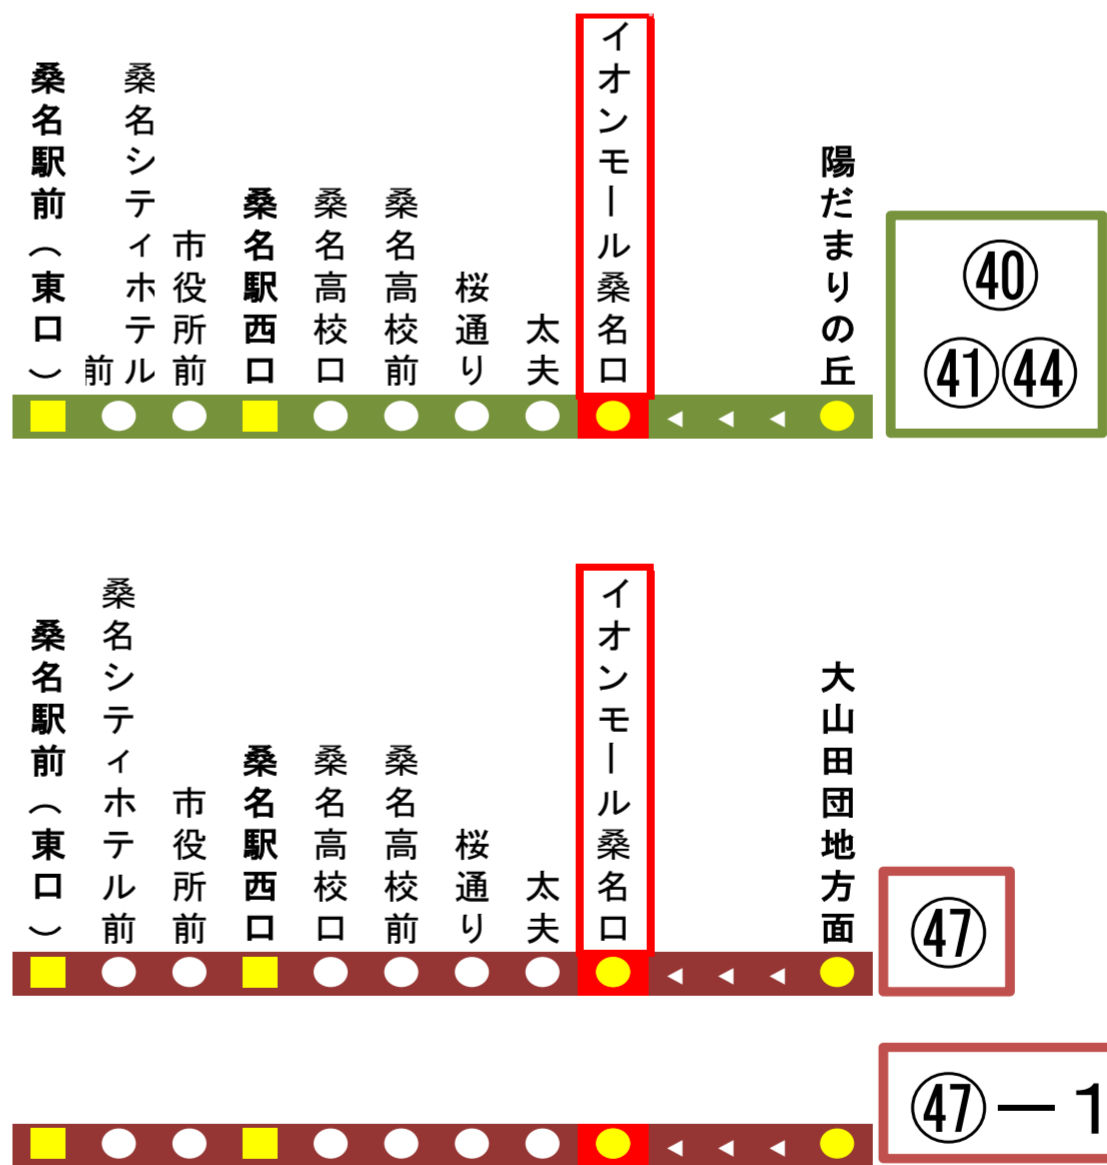 陽だまりの丘
イオンモール桑名口
太夫
桜通り
桑名高校前
桑名高校口
桑名駅西口
市役所前
桑名シティホテル前
桑名駅前(東口)
㊵
㊶㊹
大山田団地方面
イオンモール桑名口
太夫
桜通り
桑名高校前
桑名高校口
桑名駅西口
市役所前
桑名シティホテル前
桑名駅前(東口)
㊼
㊼ー1